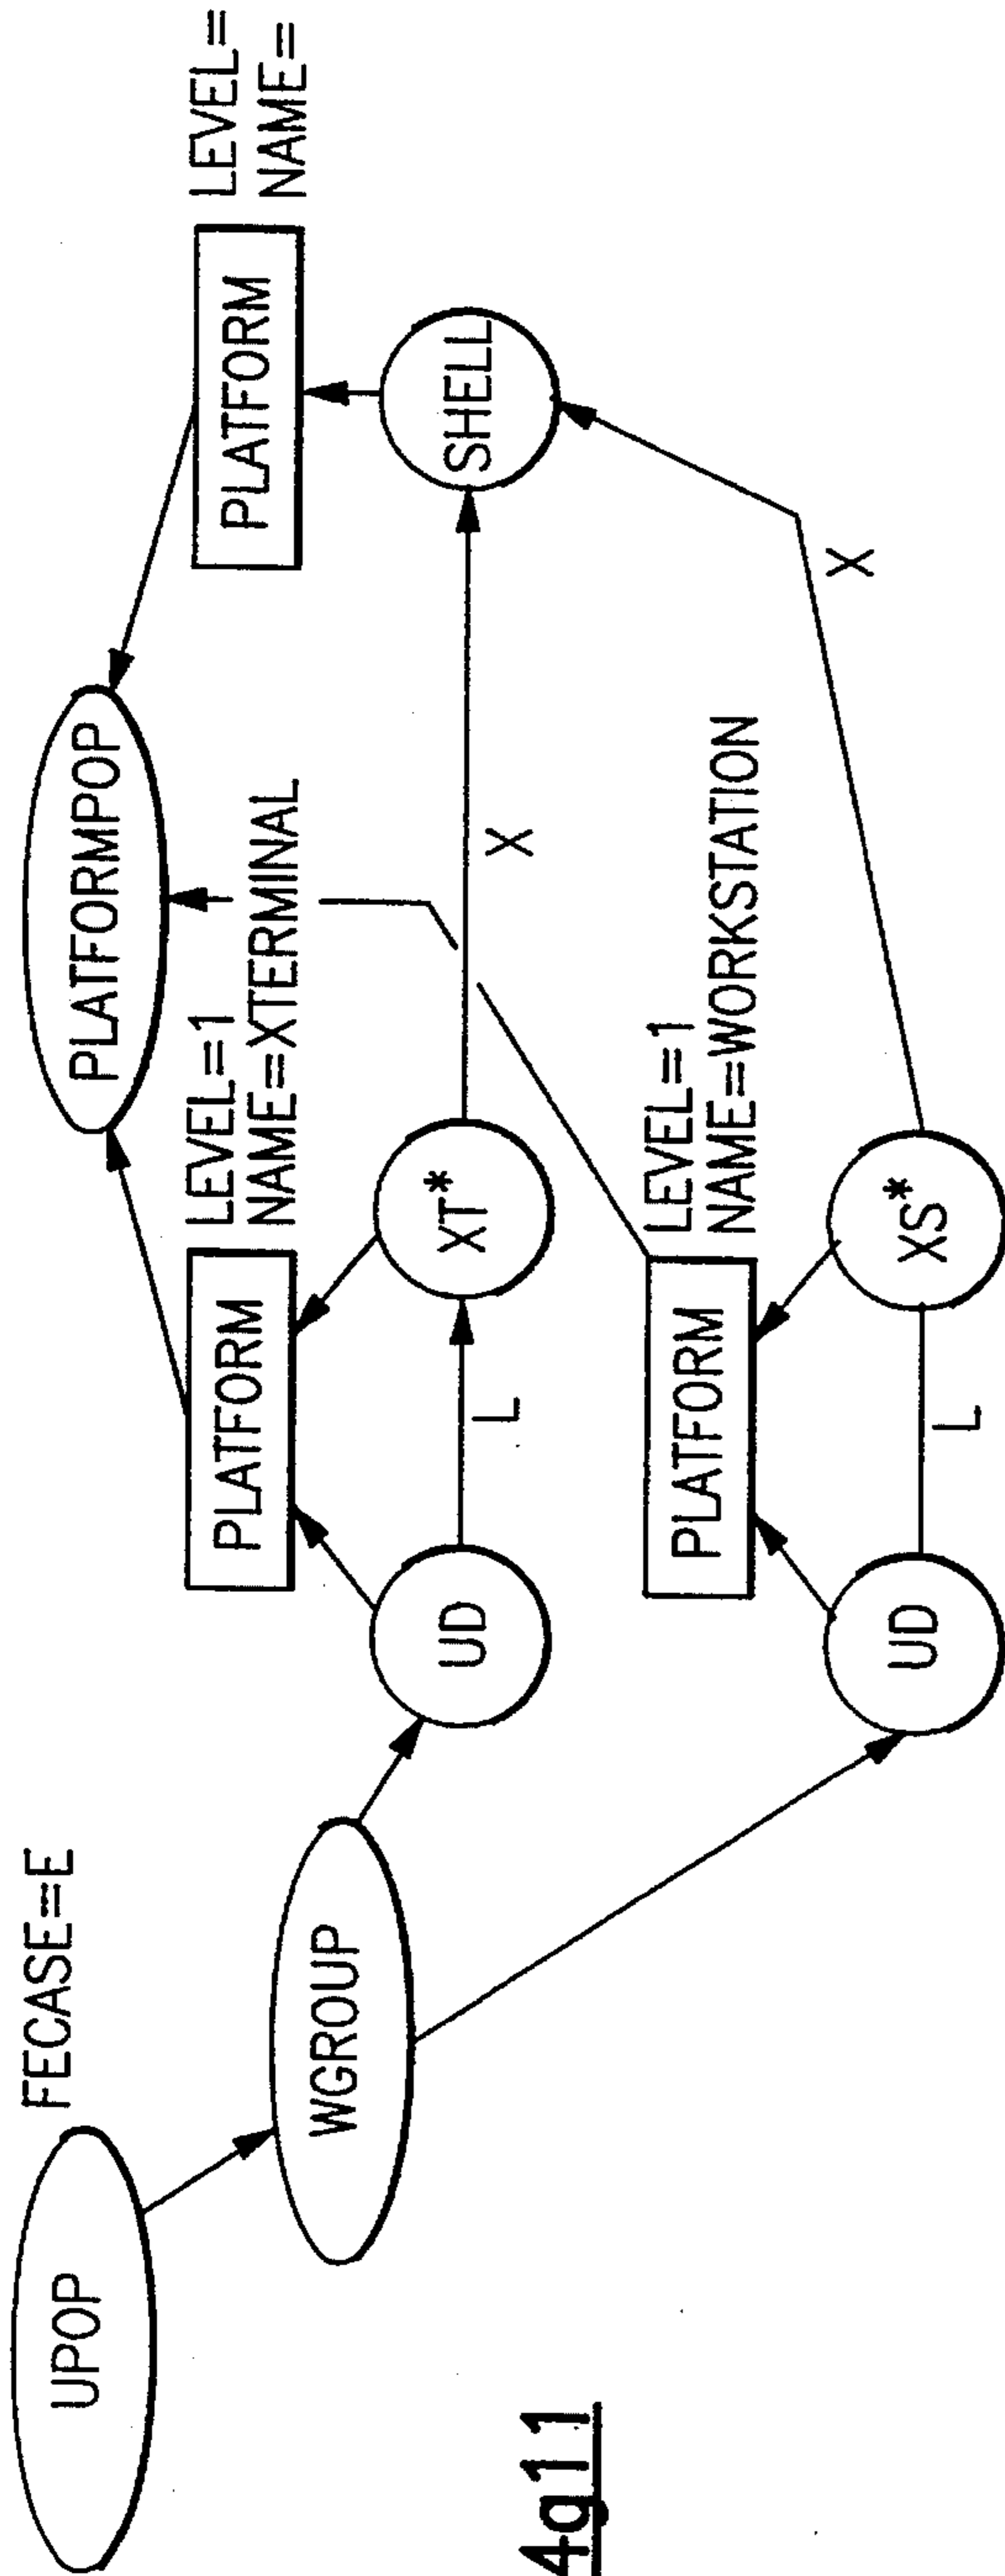 UPOP
FECASE=E
WGROUP
PLATFORMPOP
UD
PLATFORM
LEVEL=1
NAME=XTERMINAL
L
XT*
X
SHELL
PLATFORM
LEVEL=
NAME=
UD
PLATFORM
LEVEL=1
NAME=WORKSTATION
L
XS*
X
4g11